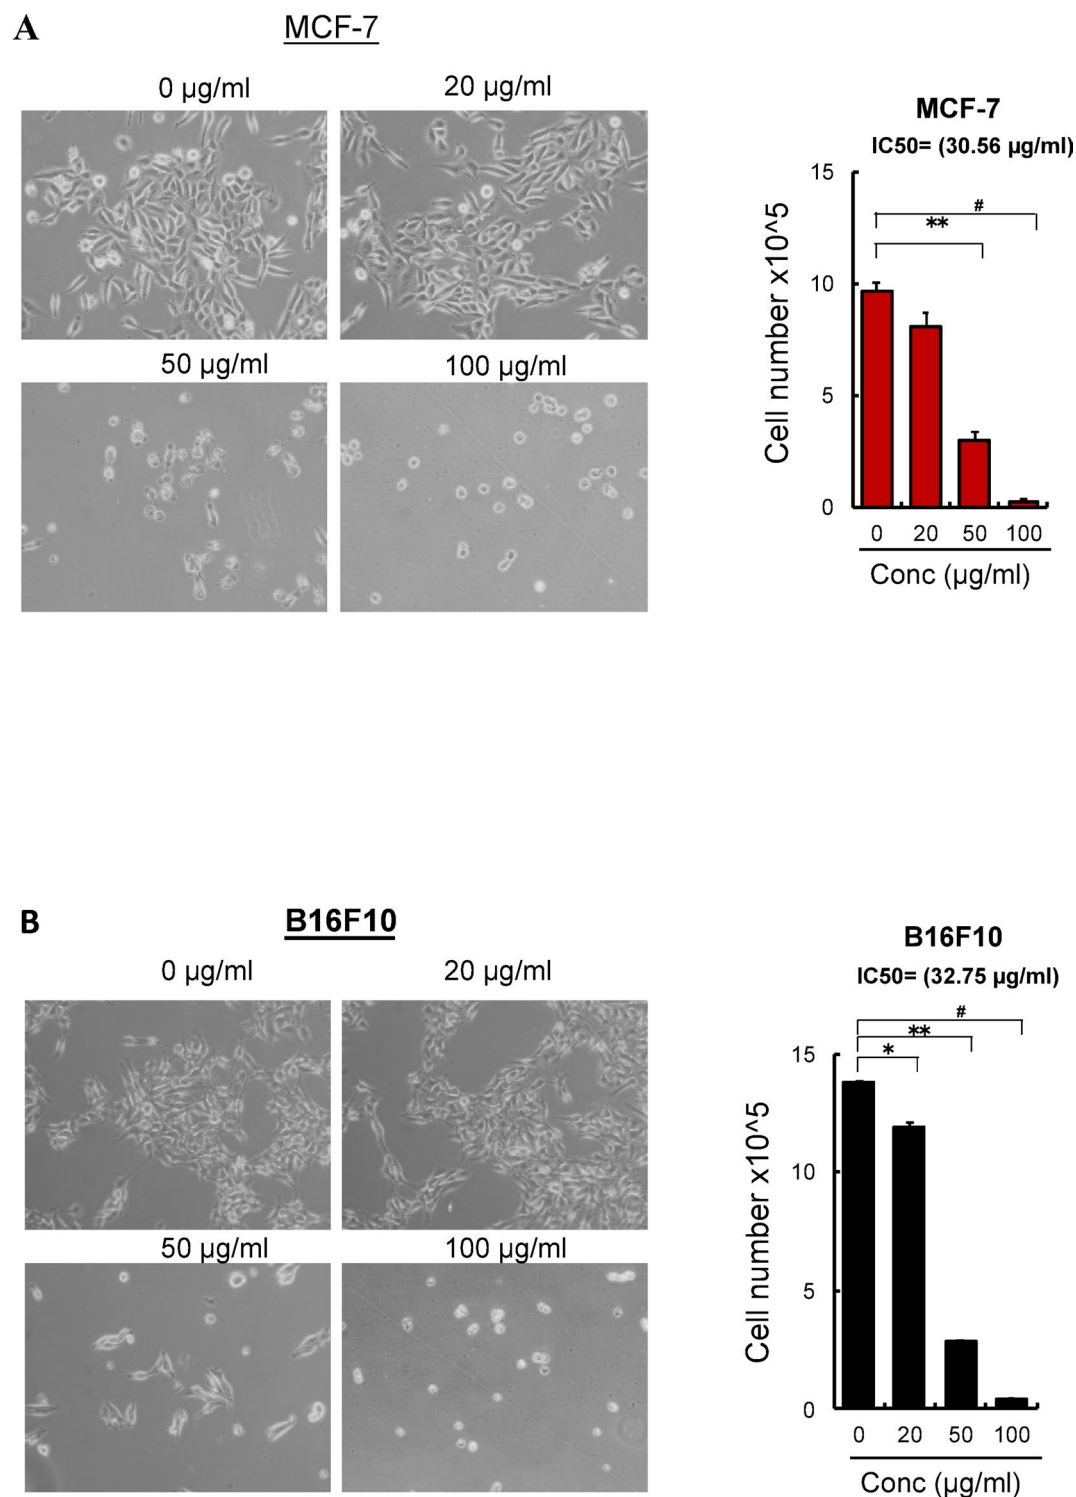 A
MCF-7
0 µg/ml
20 µg/ml
50 µg/ml
100 µg/ml
MCF-7
IC50= (30.56 µg/ml)
#
**
15
10
5
0
Cell number x10^5
0 20 50 100
Conc (µg/ml)
B
B16F10
0 µg/ml
20 µg/ml
50 µg/ml
100 µg/ml
B16F10
IC50= (32.75 µg/ml)
#
**
*
15
10
5
0
Cell number x10^5
0 20 50 100
Conc (µg/ml)